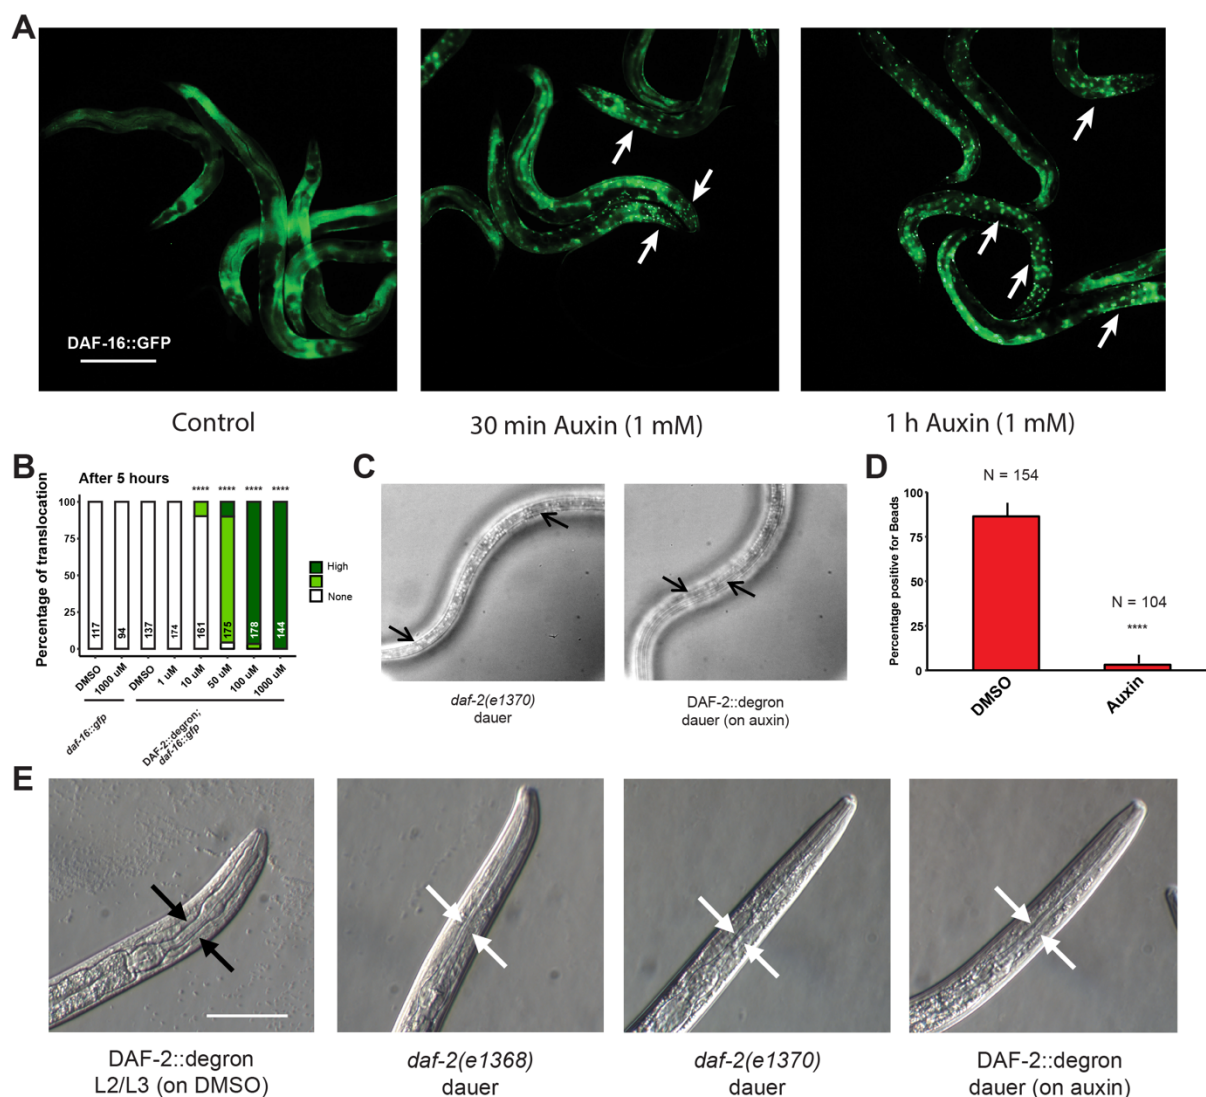 A
DAF-16::GFP
Control
30 min Auxin (1 mM)
1 h Auxin (1 mM)
B
After 5 hours
**** **** **** ****
Percentage of translocation
100
75
50
25
0
117
94
137
174
161
175
178
144
DMSO
1000 uM
DMSO
1 uM
10 uM
50 uM
100 uM
1000 uM
daf-16::gfp
DAF-2::degron;
daf-16::gfp
High
None
C
daf-2(e1370)
dauer
DAF-2::degron
dauer (on auxin)
D
Percentage positive for Beads
100
75
50
25
0
N = 154
N = 104
****
DMSO
Auxin
E
DAF-2::degron
L2/L3 (on DMSO)
daf-2(e1368)
dauer
daf-2(e1370)
dauer
DAF-2::degron
dauer (on auxin)